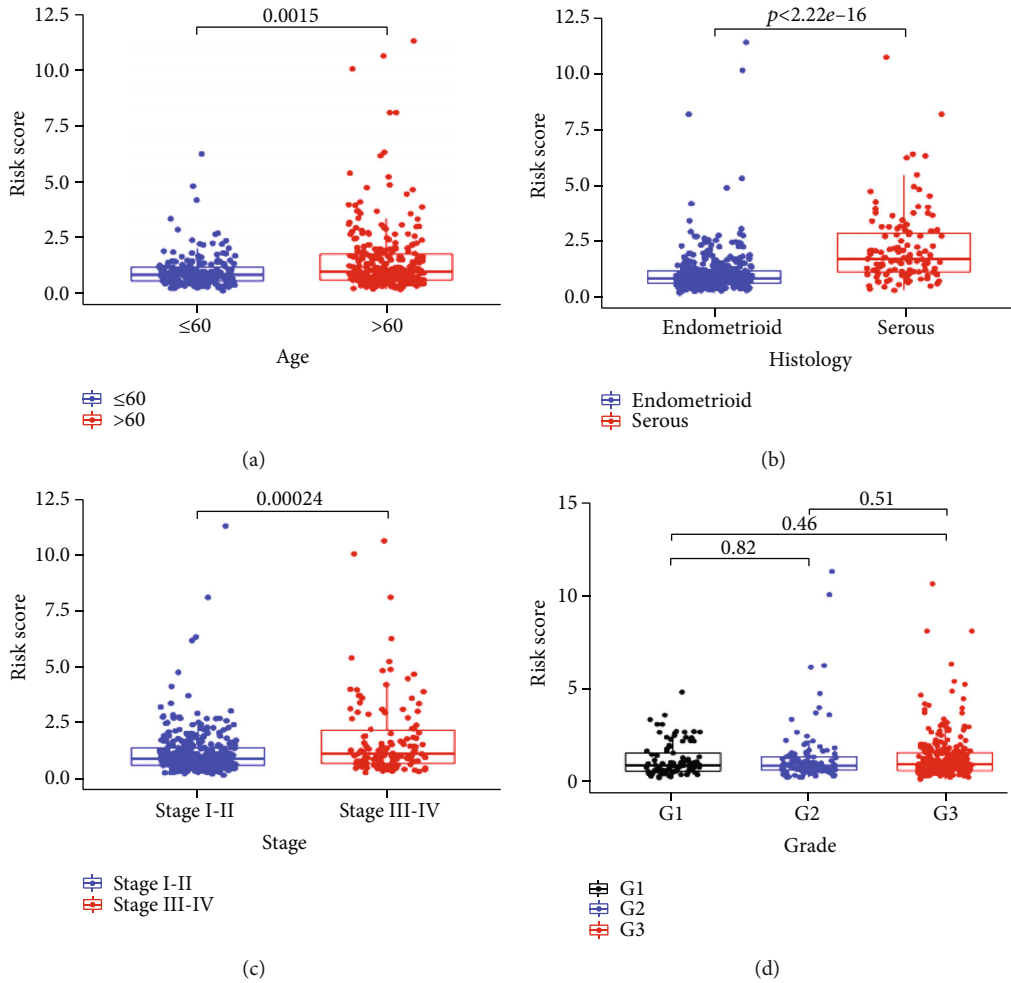 12.5
0.0015
10.0
7.5
5.0
2.5
0.0
Risk score
≤60
>60
Age
≤60
>60
(a)
12.5
p<2.22e–16
10.0
7.5
5.0
2.5
0.0
Risk score
Endometrioid
Serous
Histology
Endometrioid
Serous
(b)
12.5
0.00024
10.0
7.5
5.0
2.5
0.0
Risk score
Stage I-II
Stage III-IV
Stage
Stage I-II
Stage III-IV
(c)
15
0.51
0.46
0.82
10
5
0
Risk score
G1
G2
G3
Grade
G1
G2
G3
(d)